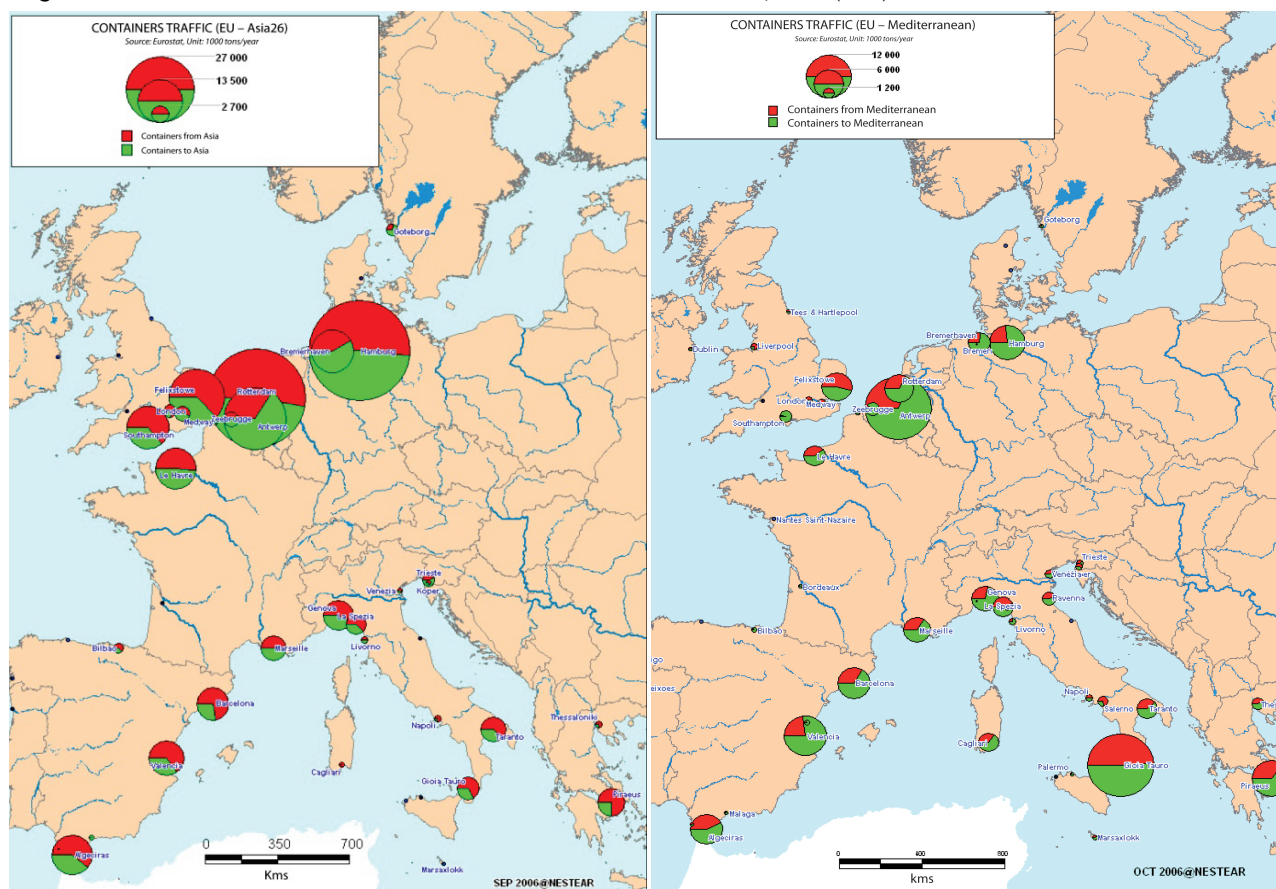 CONTAINERS TRAFFIC (EU – Asia26)
Source: Eurostat, Unit: 1000 tons/year
27 000
13 500
2 700
Containers from Asia
Containers to Asia
Goteborg
Bremerhaven
Hamburg
Felixstowe
Rotterdam
London
Medway
Zeebrugge
Antwerp
Southampton
Le Havre
Trieste
Koper
Venezia
Genova
La Spezia
Livorno
Marseille
Bilbao
Barcelona
Napoli
Taranto
Thessaloniki
Valencia
Cagliari
Gioia Tauro
Piraeus
Algeciras
Marsaxlokk
0 350 700
Kms
SEP 2006@NESTEAR
CONTAINERS TRAFFIC (EU – Mediterranean)
Source: Eurostat, Unit: 1000 tons/year
12 000
6 000
1 200
Containers from Mediterranean
Containers to Mediterranean
Goteborg
Tees & Hartlepool
Bremerhaven
Hamburg
Bremen
Dublin
Liverpool
Felixstowe
Rotterdam
London
Medway
Zeebrugge
Antwerp
Southampton
Le Havre
Nantes Saint-Nazaire
Trieste
Bordeaux
Genova
Ravenna
La Spezia
Livorno
Marseille
Bilbao
Barcelona
Napoli
Salerno
Taranto
Valencia
Cagliari
Gioia Tauro
Palermo
Piraeus
Malaga
Algeciras
Marsaxlokk
0 400 800
kms
OCT 2006@NESTEAR